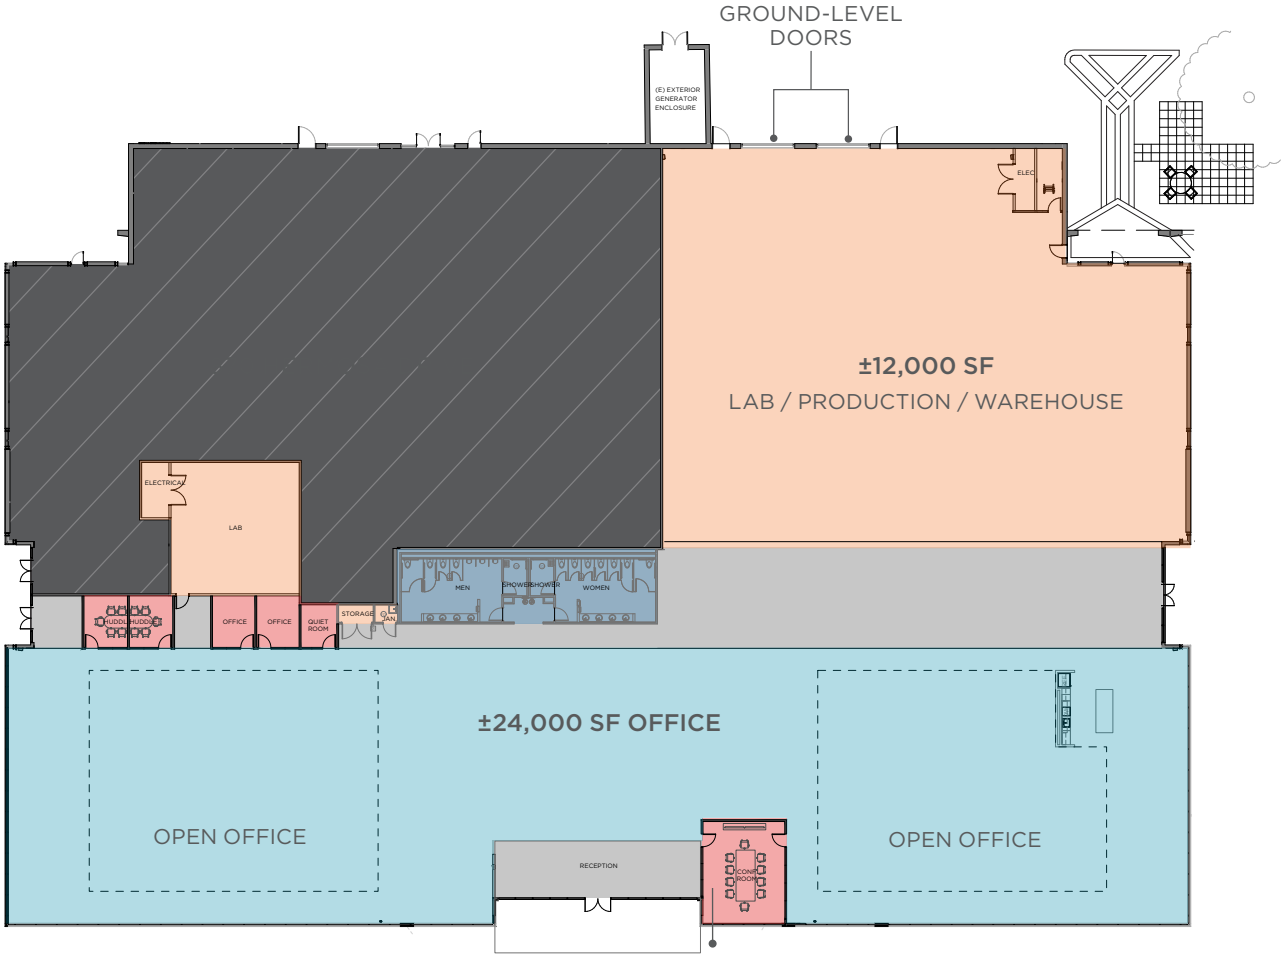 GROUND-LEVEL
DOORS
(E) EXTERIOR
GENERATOR
ENCLOSURE
ELEC
±12,000 SF
LAB / PRODUCTION / WAREHOUSE
ELECTRICAL
LAB
MEN
SHOWER
SHOWER
WOMEN
HUDDLE
HUDDLE
OFFICE
OFFICE
QUIET
ROOM
STORAGE
JAN
±24,000 SF OFFICE
OPEN OFFICE
OPEN OFFICE
RECEPTION
CONF
ROOM